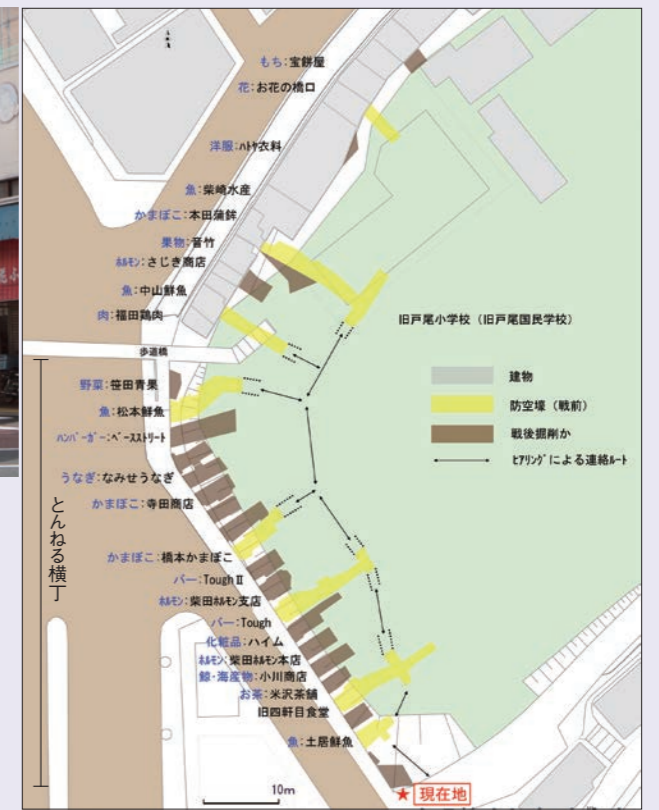 もち:宝餅屋
花:お花の橋口
洋服:ハトヤ衣料
魚:柴崎水産
かまぼこ:本田蒲鉾
果物:音竹
ホルモン:さじき商店
魚:中山鮮魚
肉:福田鶏肉
歩道橋
野菜:笹田青果
魚:松本鮮魚
ハンバーガー:ベースストリート
うなぎ:なみせうなぎ
かまぼこ:寺田商店
かまぼこ:橋本かまぼこ
バー:ToughⅡ
ホルモン:柴田ホルモン支店
バー:Tough
化粧品:ハイム
ホルモン:柴田ホルモン本店
鯨・海産物:小川商店
お茶:米沢茶舗
旧四軒目食堂
魚:土居鮮魚
とんねる横丁
旧戸尾小学校(旧戸尾国民学校)
建物
防空壕(戦前)
戦後掘削か
ヒアリングによる連絡ルート
10m
★ 現在地